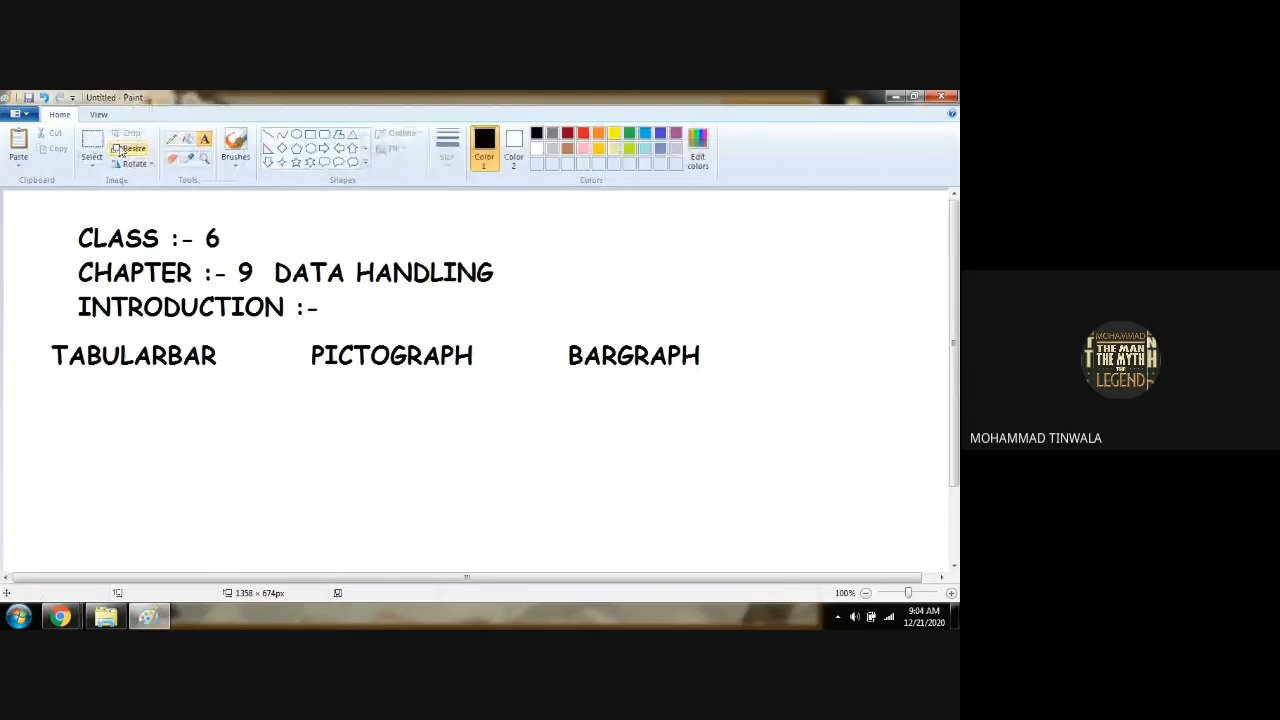 Untitled - Paint
Home View
Paste
Cut
Copy
Clipboard
Select
Crop
Resize
Rotate
Image
Tools
Brushes
Shapes
Outline
Fill
Size
Color 1
Color 2
Edit colors
Colors
CLASS :- 6
CHAPTER :- 9 DATA HANDLING
INTRODUCTION :-
TABULARBAR PICTOGRAPH BARGRAPH
1358 × 674px
100%
9:04 AM
12/21/2020
MOHAMMAD
THE MAN
THE MYTH
THE
LEGEND
MOHAMMAD TINWALA